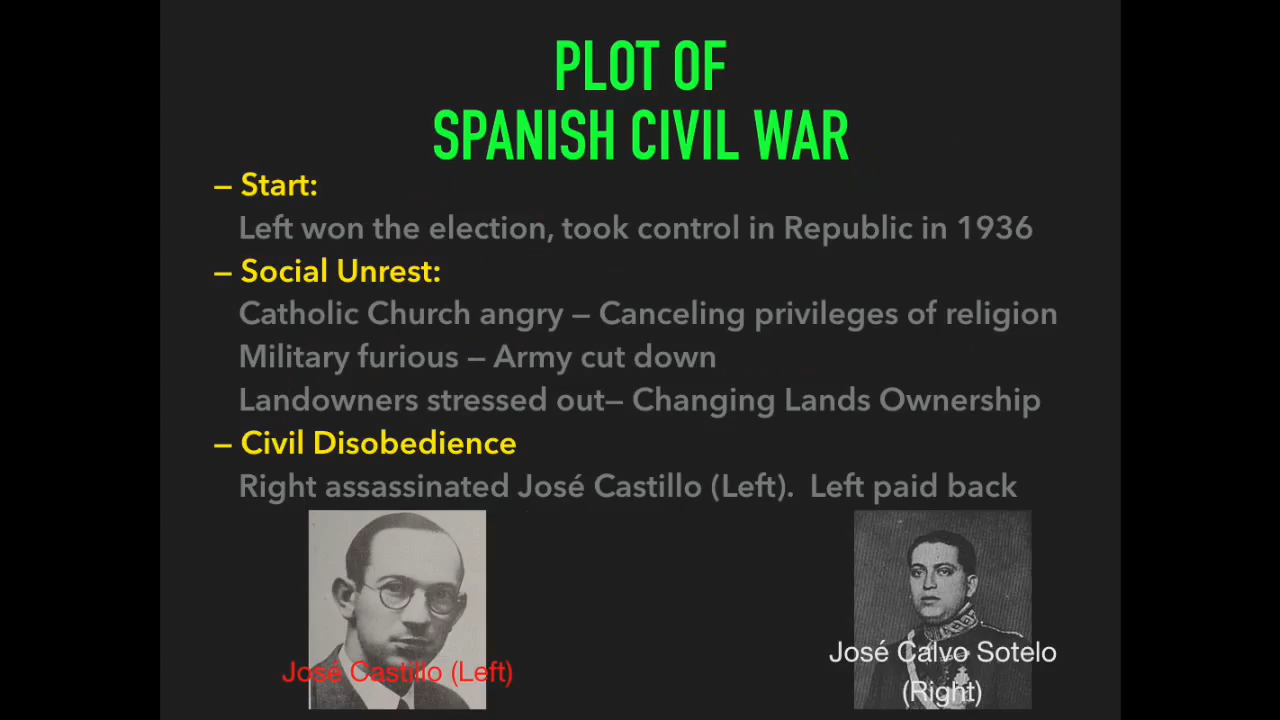 PLOT OF
SPANISH CIVIL WAR
– Start:
Left won the election, took control in Republic in 1936
– Social Unrest:
Catholic Church angry – Canceling privileges of religion
Military furious – Army cut down
Landowners stressed out– Changing Lands Ownership
– Civil Disobedience
Right assassinated José Castillo (Left).  Left paid back
José Castillo (Left)
José Calvo Sotelo
(Right)